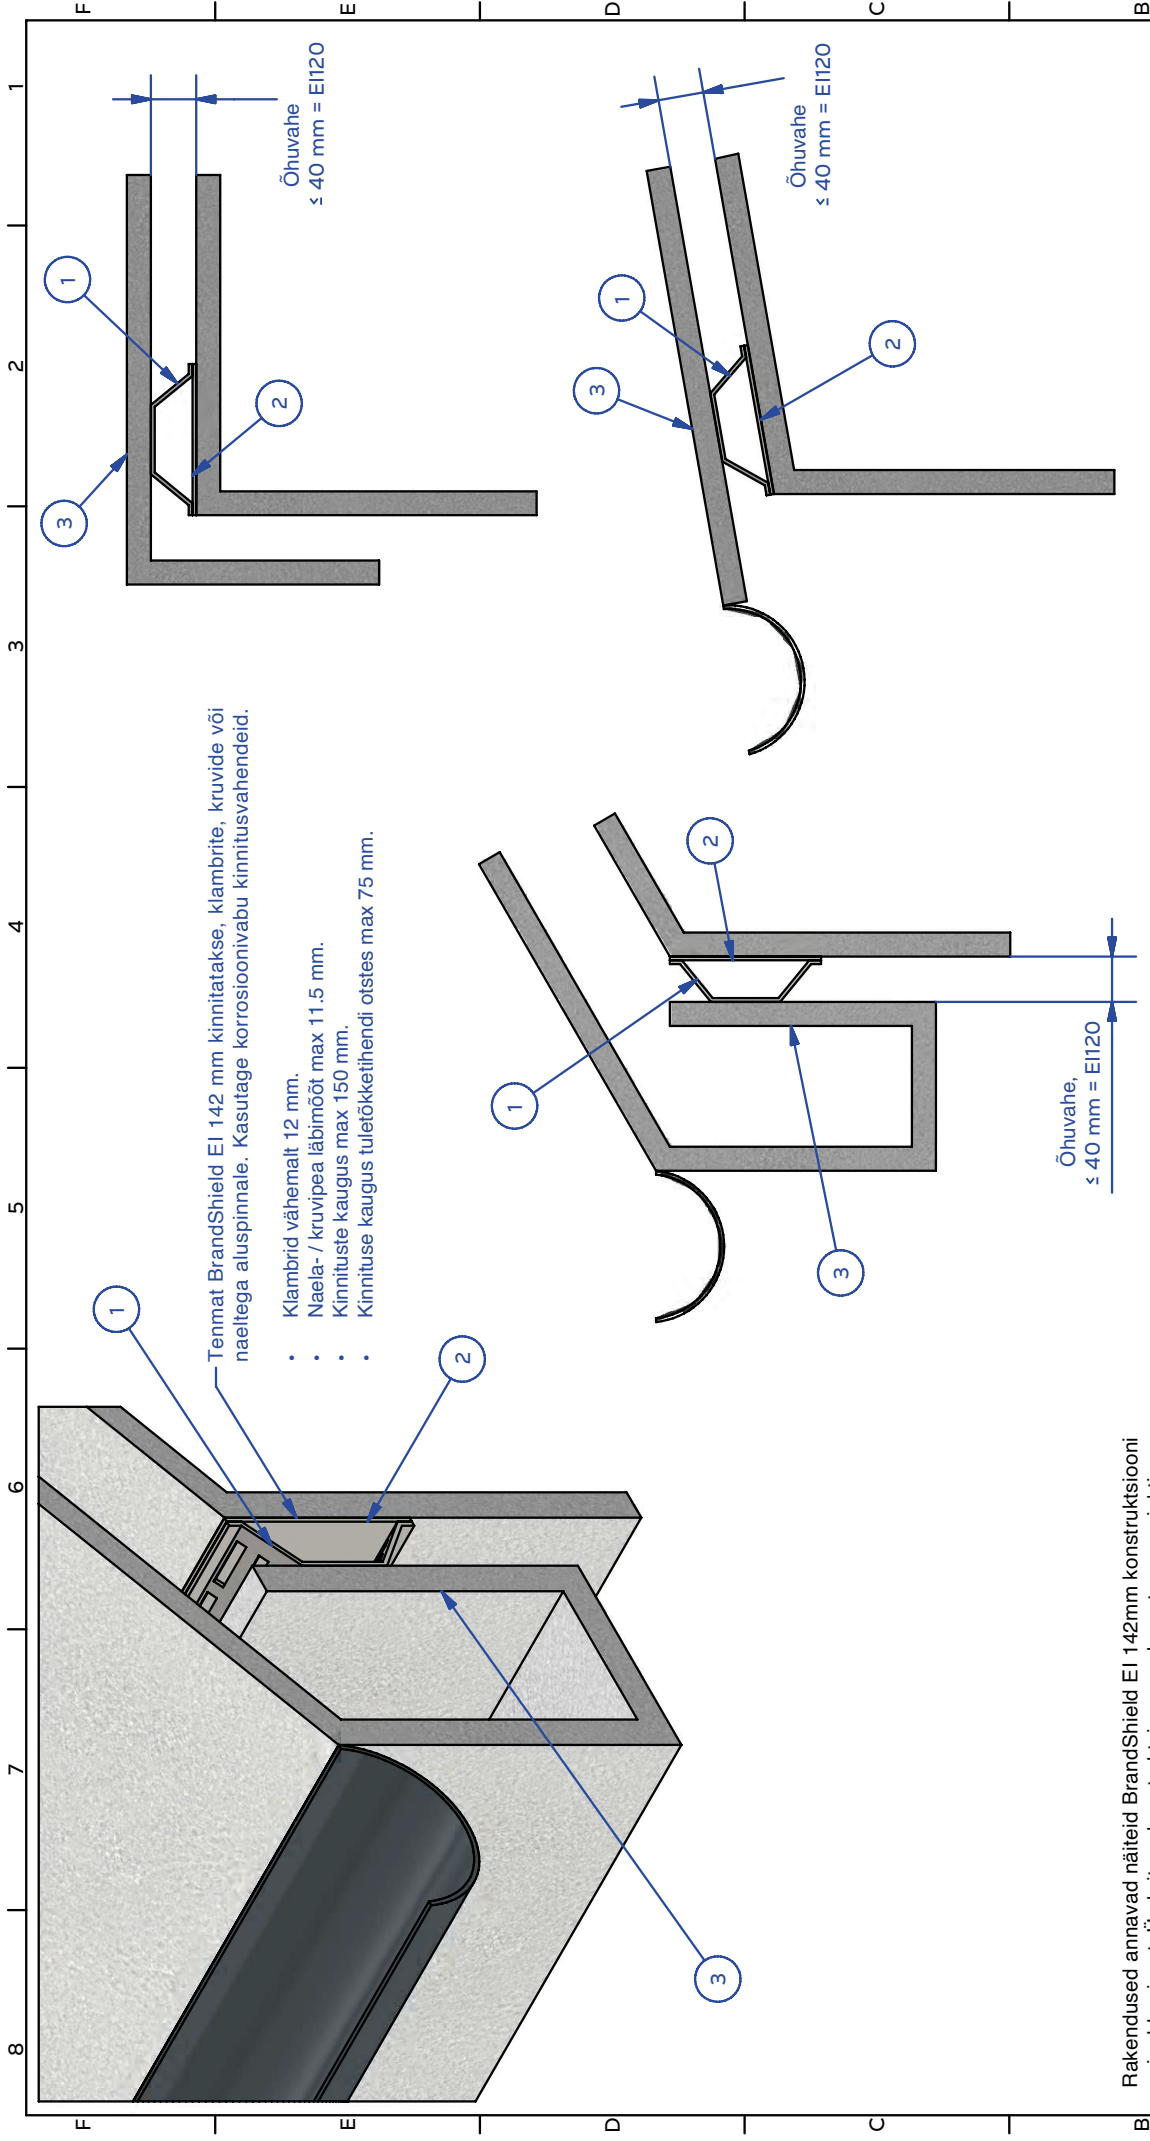 8
7
6
5
4
3
2
1
F
F
1
3
1
Tenmat BrandShield EI 142 mm kinnitatakse, klambrite, kruvide või
naeltega aluspinnale. Kasutage korrosioonivabu kinnitusvahendeid.
• Klambrid vähemalt 12 mm.
• Naela- / kruvipea läbimõõt max 11.5 mm.
• Kinnituste kaugus max 150 mm.
• Kinnituse kaugus tuletõkketihendi otstes max 75 mm.
2
Õhuvahe
≤ 40 mm = EI120
E
E
2
1
3
1
D
D
3
2
Õhuvahe
≤ 40 mm = EI120
3
2
C
C
Õhuvahe,
≤ 40 mm = EI120
Rakendused annavad näiteid BrandShield EI 142mm konstruktsiooni
B
B